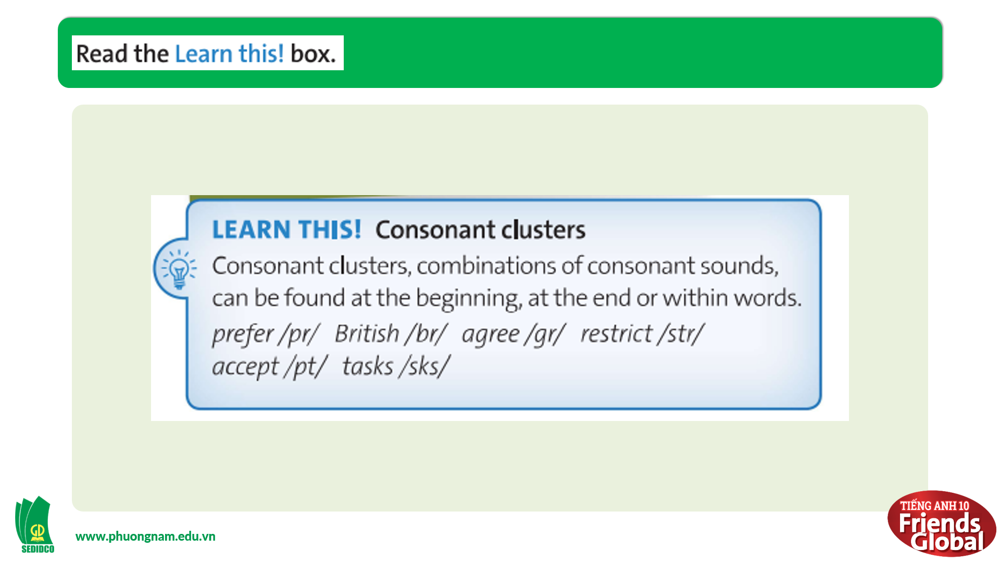 Read the Learn this! box.
LEARN THIS! Consonant clusters
Consonant clusters, combinations of consonant sounds,
can be found at the beginning, at the end or within words.
prefer /pr/ British /br/ agree /gr/ restrict /str/
accept /pt/ tasks /sks/
GD
SEDIDCO
www.phuongnam.edu.vn
TIẾNG ANH 10
Friends
Global